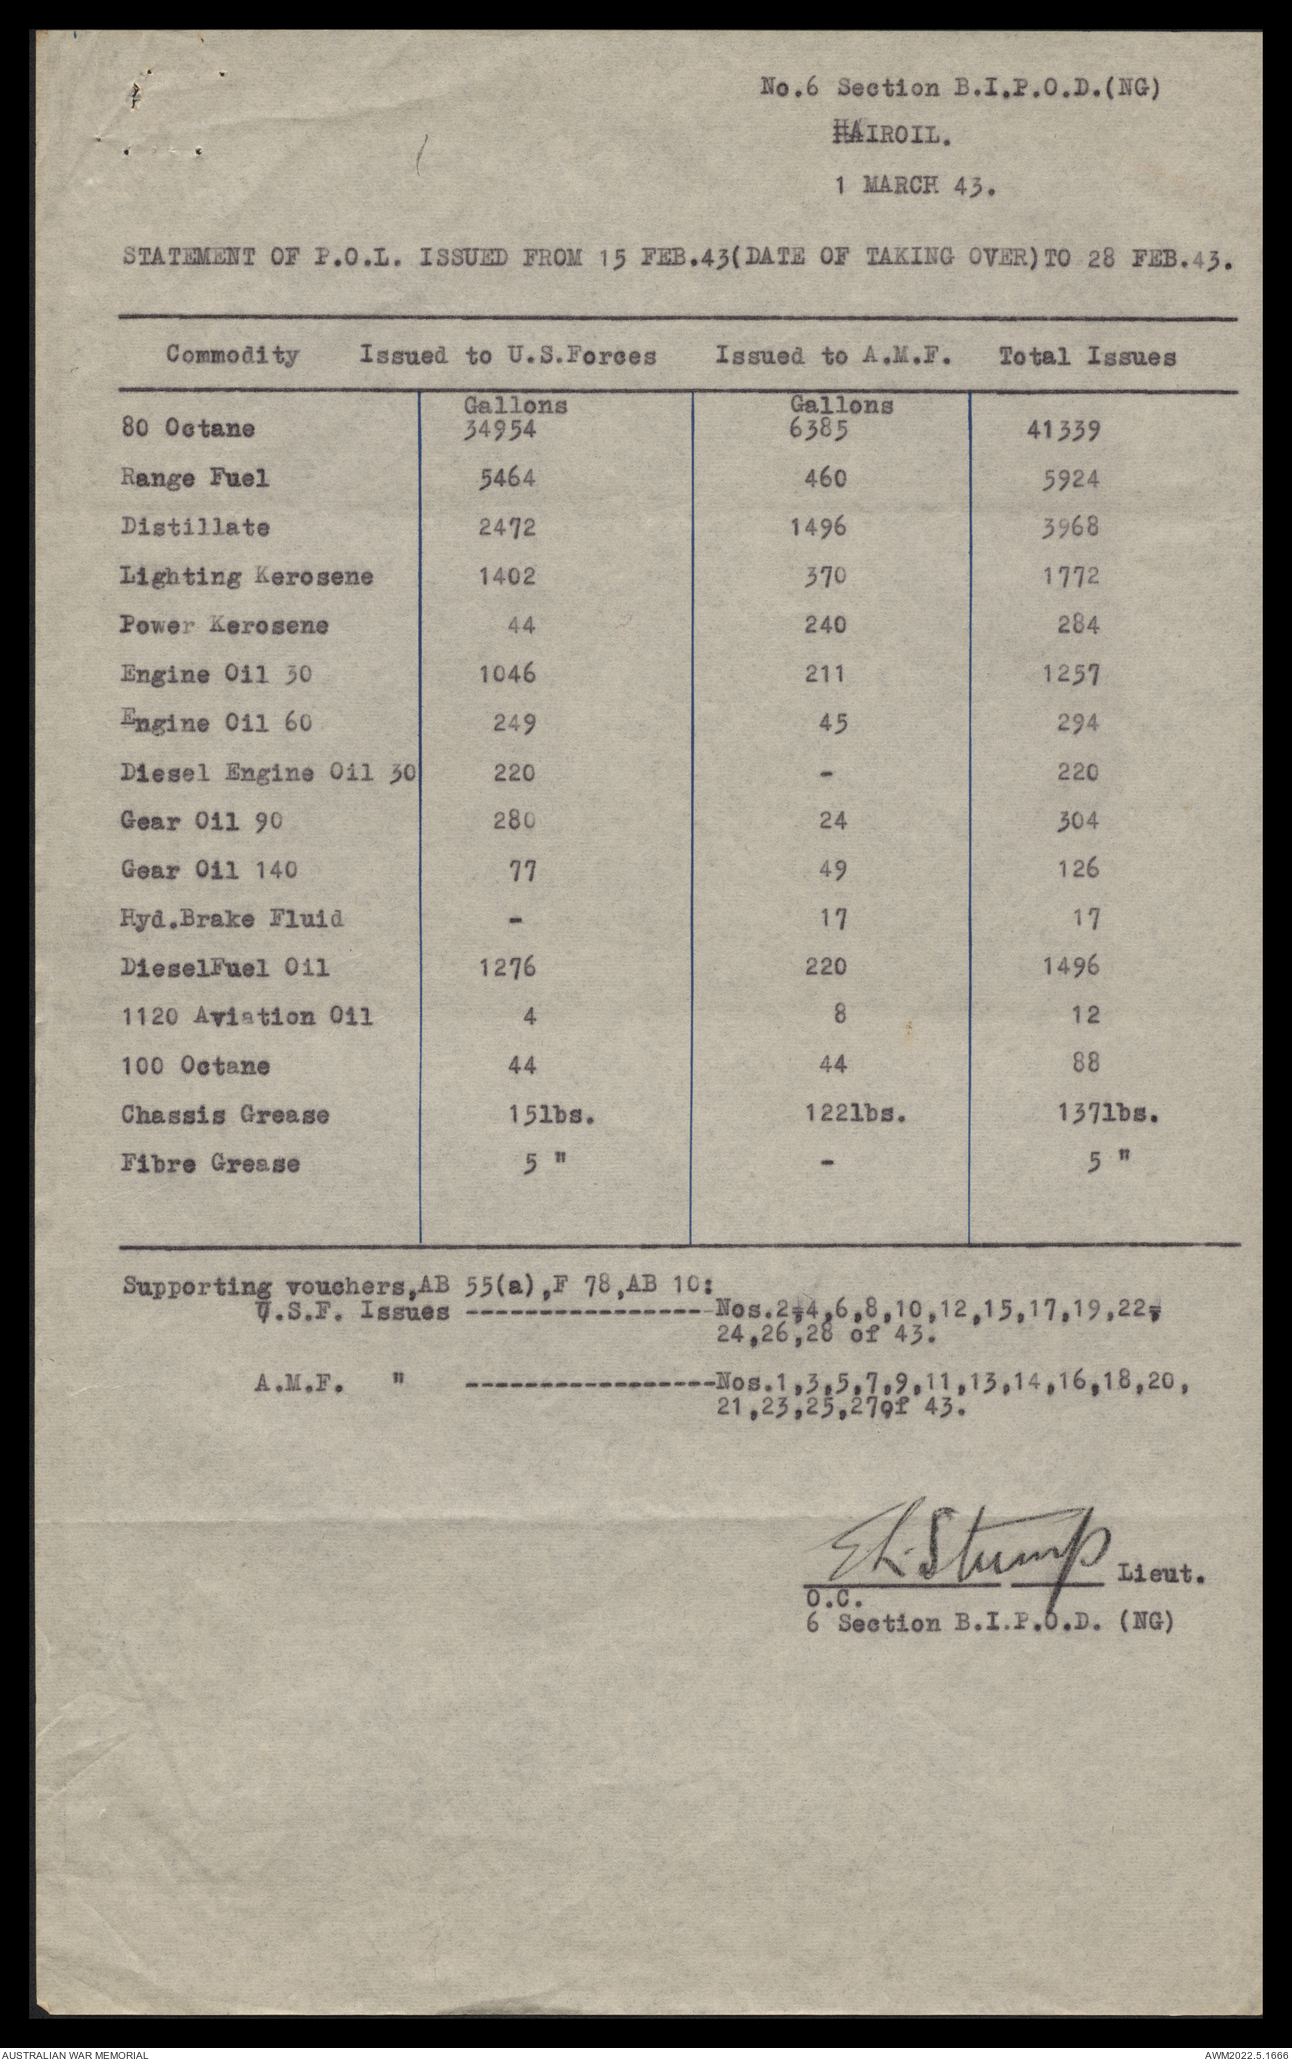 No.6 Section B.I.P.O.D.(NG)
HAIROIL.
1 MARCH 43.
STATEMENT OF P.O.L. ISSUED FROM 15 FEB.43(DATE OF TAKING OVER)TO 28 FEB.43.
Commodity Issued to U.S.Forces Issued to A.M.F. Total Issues
Gallons Gallons
80 Octane 34954 6385 41339
Range Fuel 5464 460 5924
Distillate 2472 1496 3968
Lighting Kerosene 1402 370 1772
Power Kerosene 44 240 284
Engine Oil 30 1046 211 1257
Engine Oil 60 249 45 294
Diesel Engine Oil 30 220 - 220
Gear Oil 90 280 24 304
Gear Oil 140 77 49 126
Hyd.Brake Fluid - 17 17
DieselFuel Oil 1276 220 1496
1120 Aviation Oil 4 8 12
100 Octane 44 44 88
Chassis Grease 15lbs. 122lbs. 137lbs.
Fibre Grease 5 " - 5 "
Supporting vouchers,AB 55(a),F 78,AB 10:
U.S.F. Issues ----------------Nos.2,4,6,8,10,12,15,17,19,22,
24,26,28 of 43.
A.M.F. " -----------------Nos.1,3,5,7,9,11,13,14,16,18,20,
21,23,25,27of 43.
E L Stump Lieut.
O.C.
6 Section B.I.P.O.D. (NG)
AUSTRALIAN WAR MEMORIAL AWM2022.5.1666